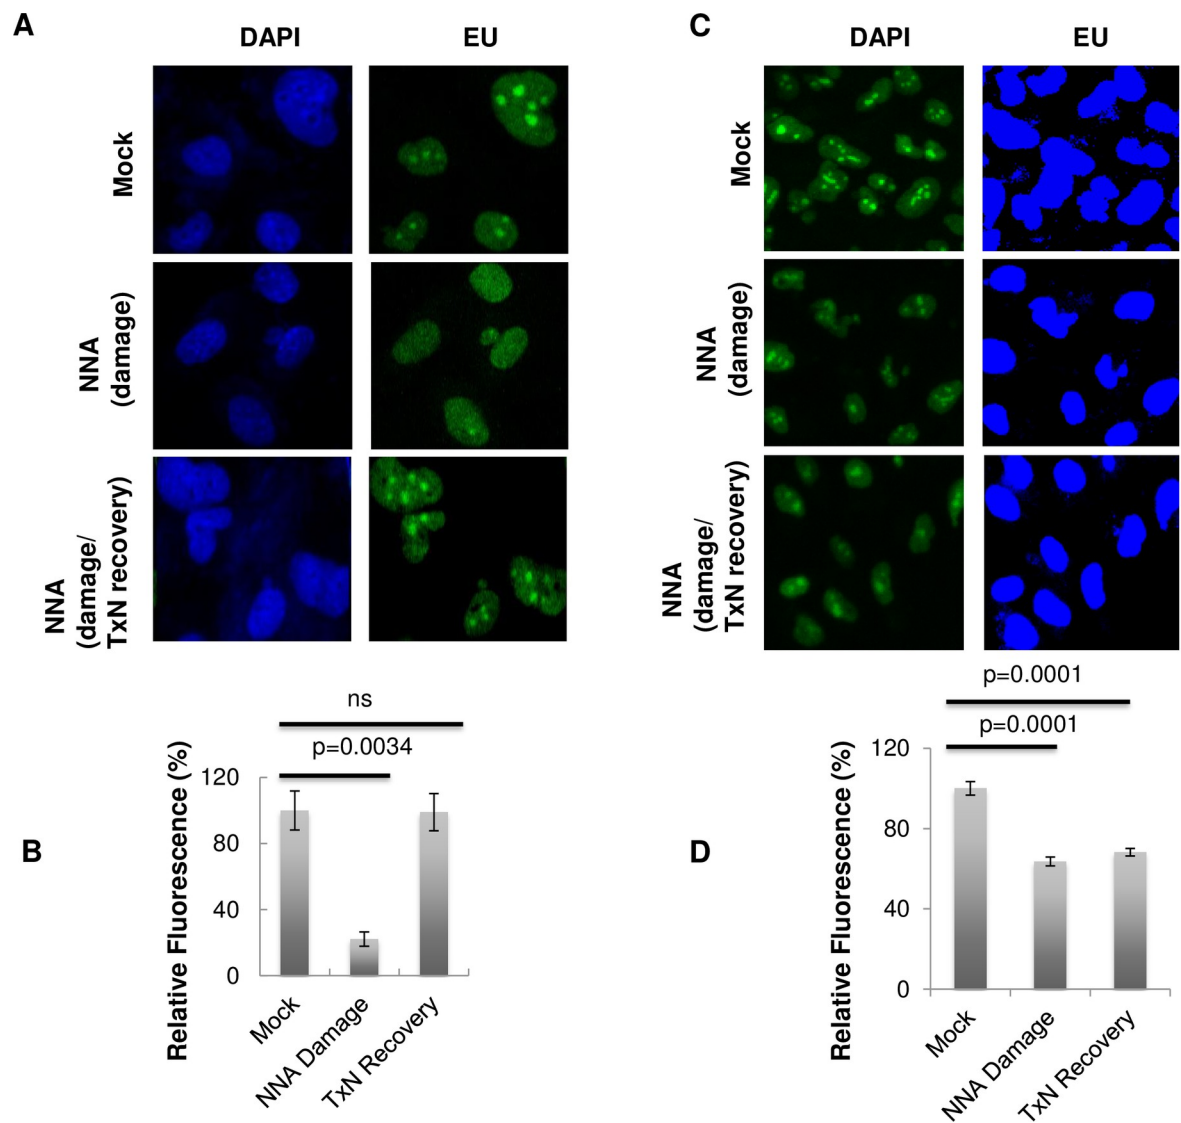 A
DAPI
EU
Mock
NNA
(damage)
NNA
(damage/
TxN recovery)
B
ns
p=0.0034
Relative Fluorescence (%)
120
80
40
0
Mock
NNA Damage
TxN Recovery
C
DAPI
EU
Mock
NNA
(damage)
NNA
(damage/
TxN recovery)
D
p=0.0001
p=0.0001
Relative Fluorescence (%)
120
80
40
0
Mock
NNA Damage
TxN Recovery